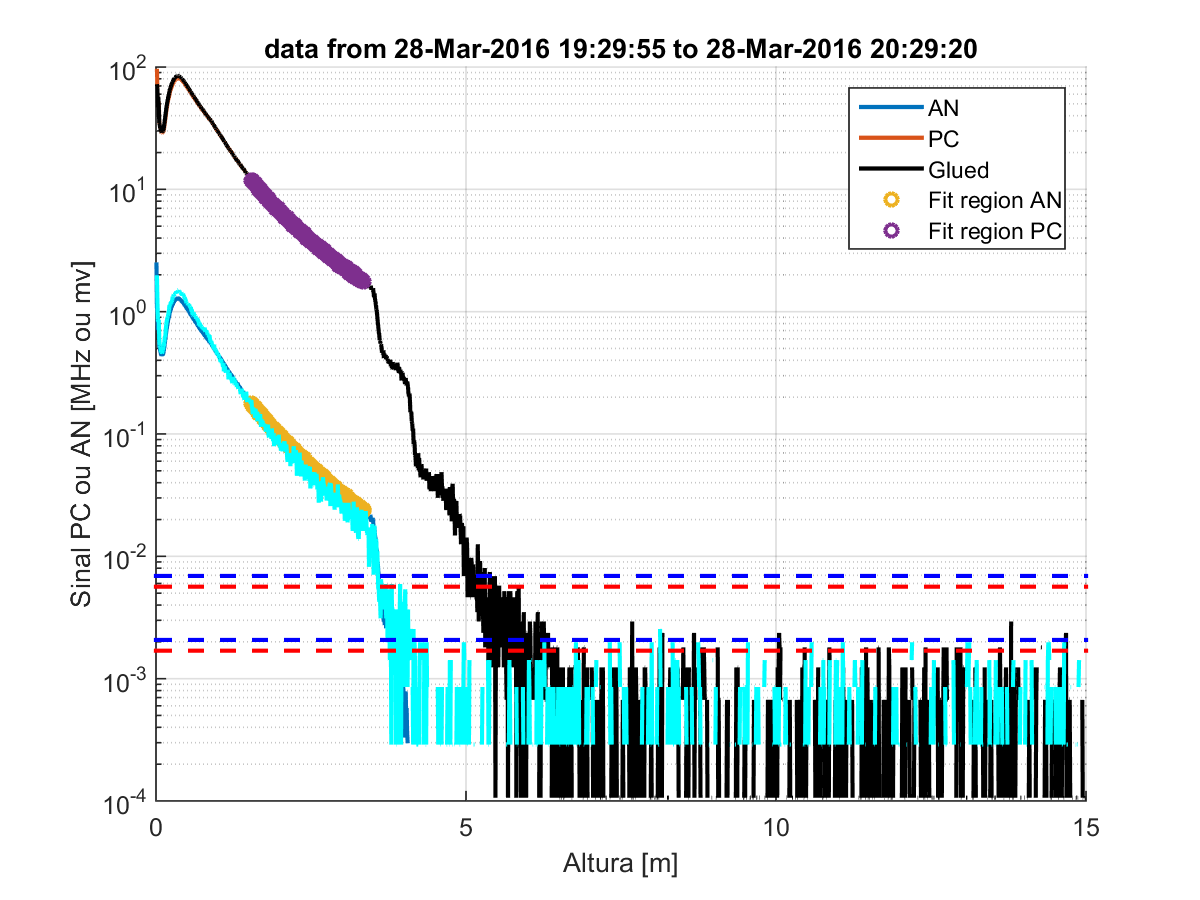 data from 28-Mar-2016 19:29:55 to 28-Mar-2016 20:29:20
AN
PC
Glued
Fit region AN
Fit region PC
10^2
10^1
10^0
10^-1
10^-2
10^-3
10^-4
Sinal PC ou AN [MHz ou mv]
0
5
10
15
Altura [m]